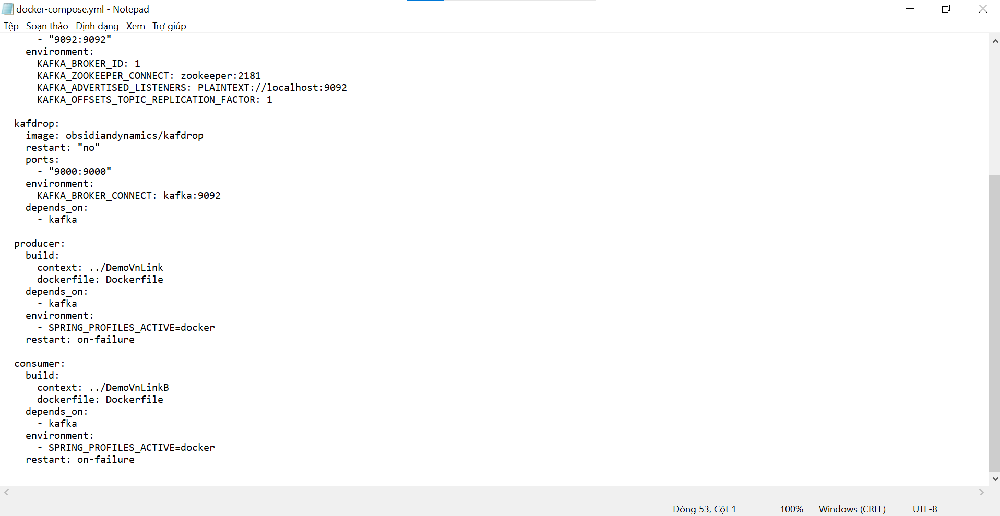 docker-compose.yml - Notepad
Tệp Soạn thảo Định dạng Xem Trợ giúp
      - "9092:9092"
    environment:
      KAFKA_BROKER_ID: 1
      KAFKA_ZOOKEEPER_CONNECT: zookeeper:2181
      KAFKA_ADVERTISED_LISTENERS: PLAINTEXT://localhost:9092
      KAFKA_OFFSETS_TOPIC_REPLICATION_FACTOR: 1

  kafdrop:
    image: obsidiandynamics/kafdrop
    restart: "no"
    ports:
      - "9000:9000"
    environment:
      KAFKA_BROKER_CONNECT: kafka:9092
    depends_on:
      - kafka

  producer:
    build:
      context: ../DemoVnLink
      dockerfile: Dockerfile
    depends_on:
      - kafka
    environment:
      - SPRING_PROFILES_ACTIVE=docker
    restart: on-failure

  consumer:
    build:
      context: ../DemoVnLinkB
      dockerfile: Dockerfile
    depends_on:
      - kafka
    environment:
      - SPRING_PROFILES_ACTIVE=docker
    restart: on-failure
Dòng 53, Cột 1 100% Windows (CRLF) UTF-8